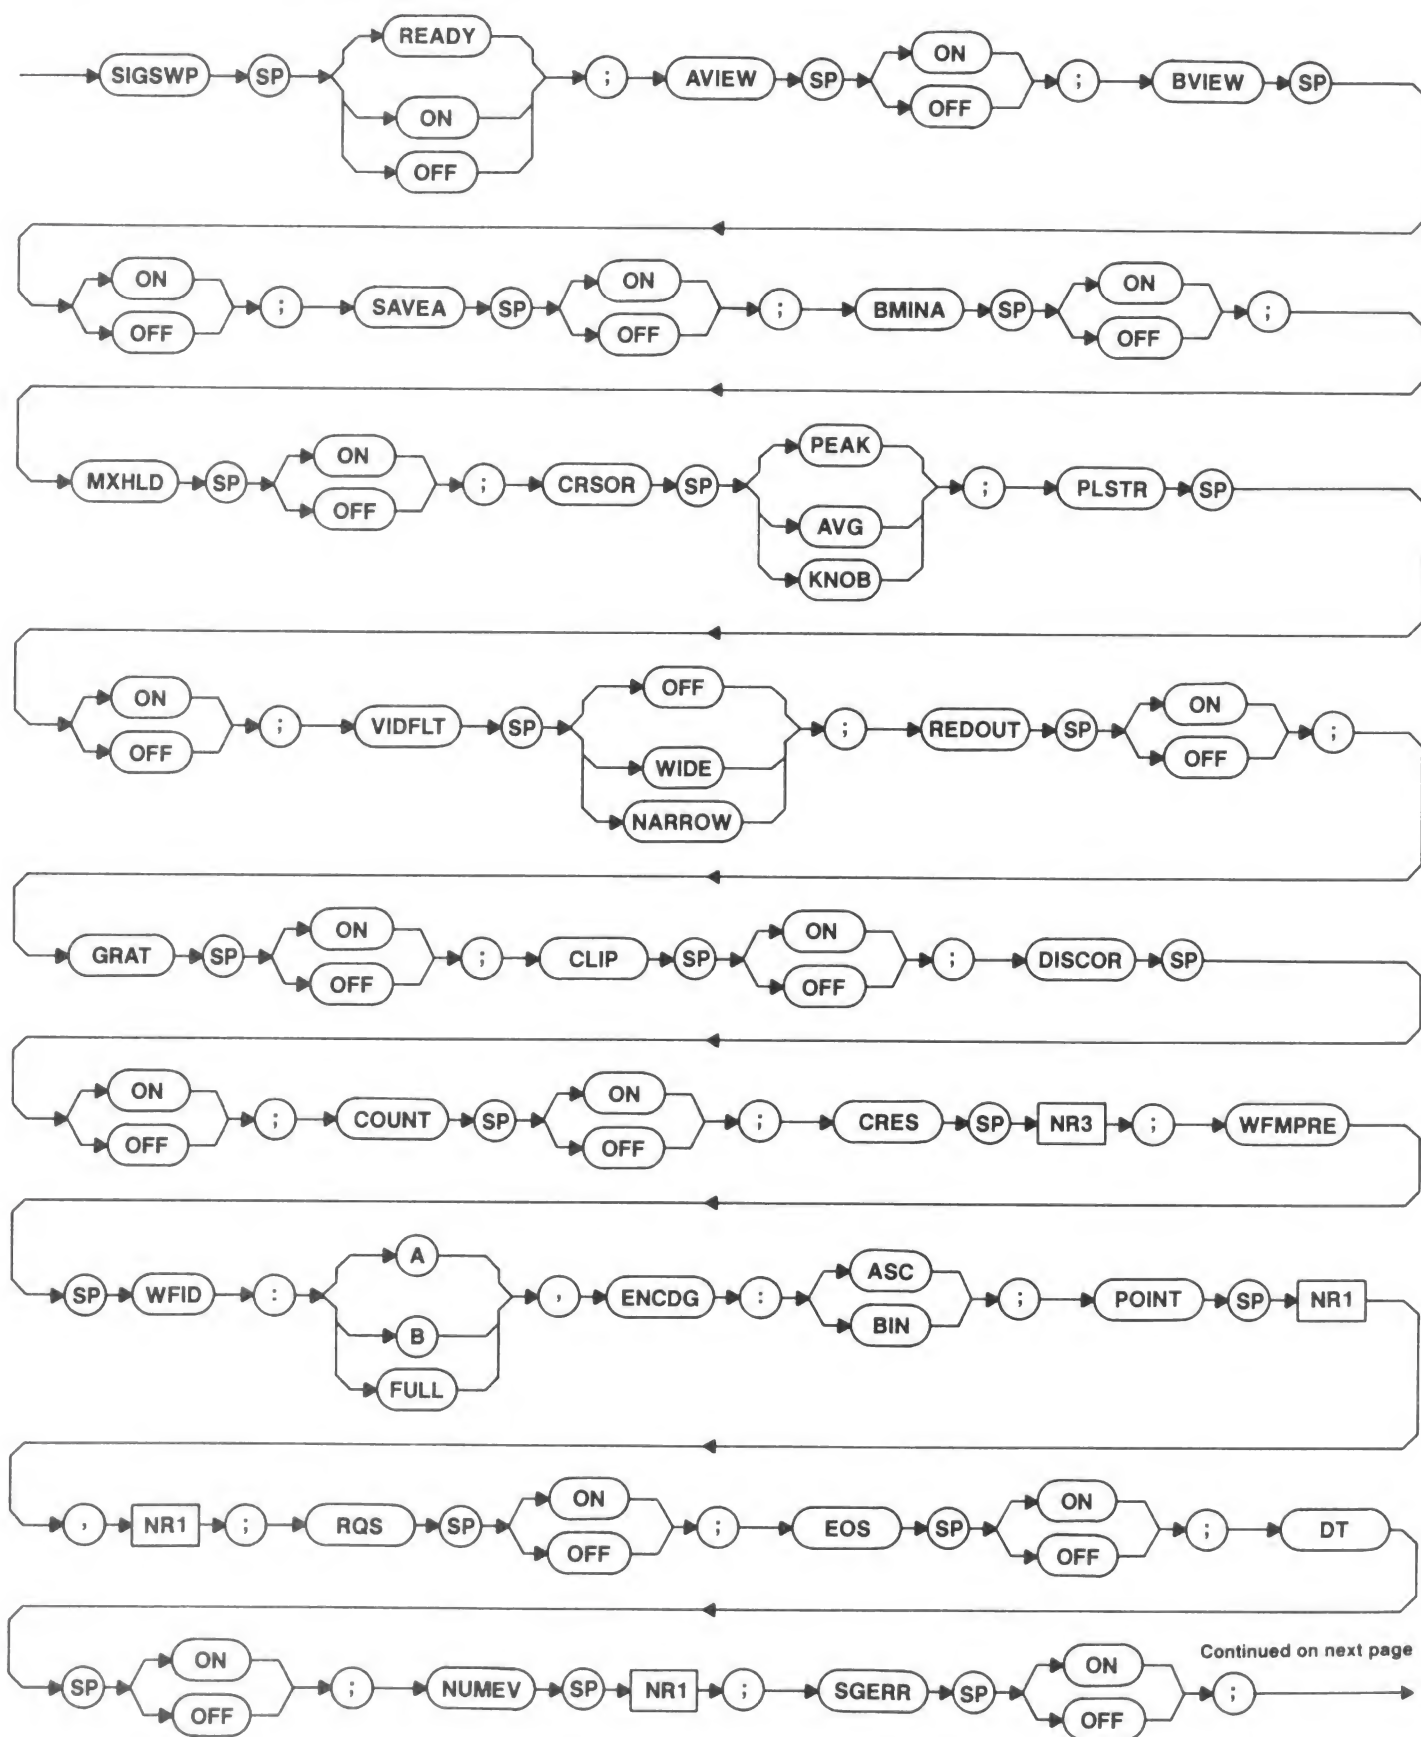 READY
SIGSWP SP ON ; AVIEW SP ON ; BVIEW SP
OFF OFF
ON ; SAVEA SP ON ; BMINA SP ON ;
OFF OFF OFF
MXHLD SP ON ; CRSOR SP PEAK ; PLSTR SP
OFF AVG
KNOB
ON ; VIDFLT SP OFF ; REDOUT SP ON ;
OFF WIDE OFF
NARROW
GRAT SP ON ; CLIP SP ON ; DISCOR SP
OFF OFF
ON ; COUNT SP ON ; CRES SP NR3 ; WFMPRE
OFF OFF
SP WFID : A , ENCDG : ASC ; POINT SP NR1
B BIN
FULL
, NR1 ; RQS SP ON ; EOS SP ON ; DT
OFF OFF
Continued on next page
SP ON ; NUMEV SP NR1 ; SGERR SP ON ;
OFF OFF